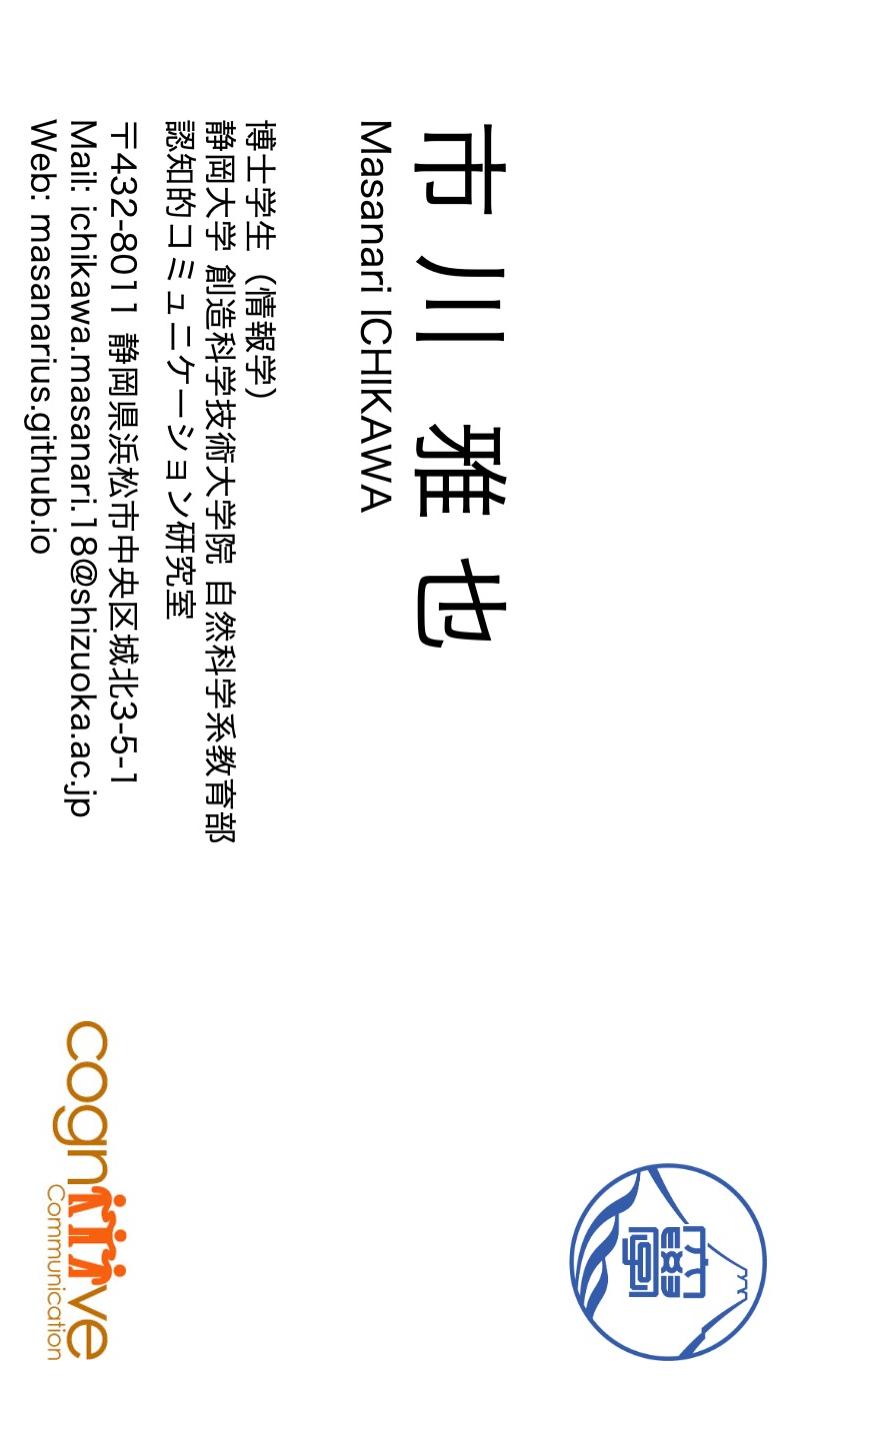 市川 雅也
Masanari ICHIKAWA
博士学生（情報学）
静岡大学 創造科学技術大学院 自然科学系教育部
認知的コミュニケーション研究室
〒432-8011 静岡県浜松市中央区城北3-5-1
Mail: ichikawa.masanari.18@shizuoka.ac.jp
Web: masanarius.github.io
學
cognitive
Communication